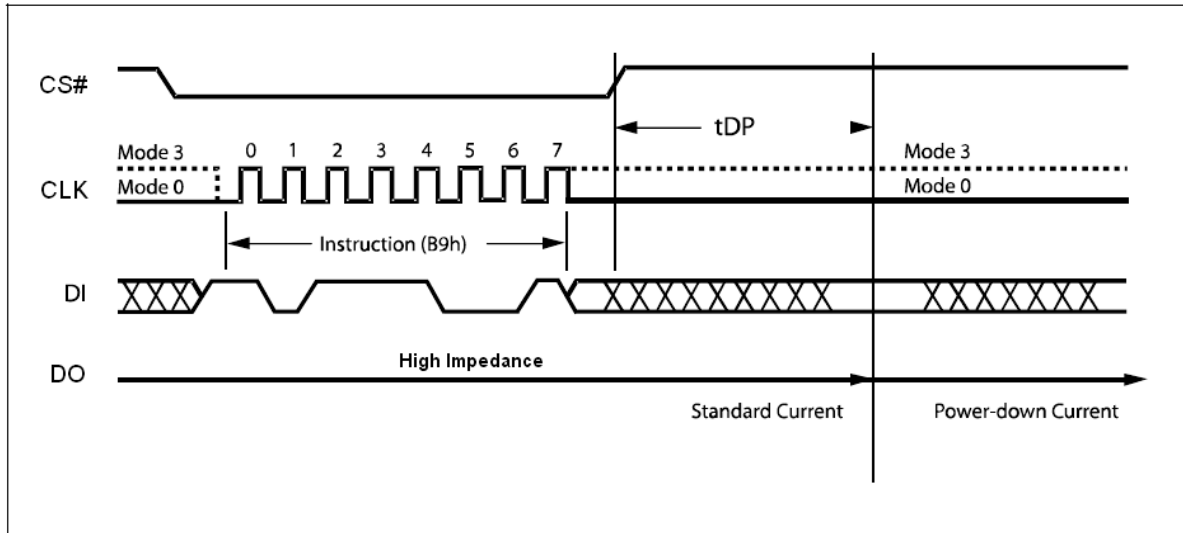 CS#
tDP
Mode 3 0 1 2 3 4 5 6 7 Mode 3
CLK Mode 0 Mode 0
Instruction (B9h)
DI
High Impedance
DO
Standard Current Power-down Current